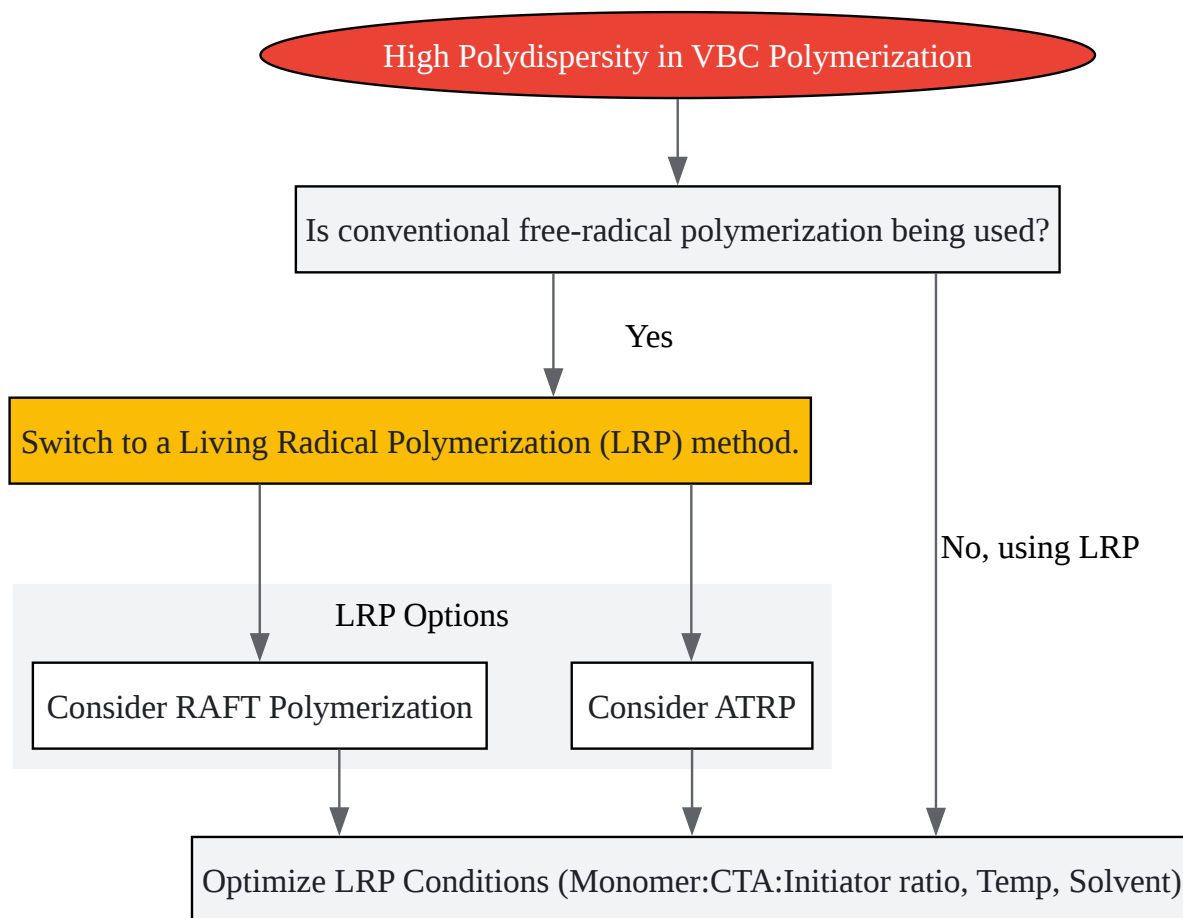 High Polydispersity in VBC Polymerization
Is conventional free-radical polymerization being used?
Yes
Switch to a Living Radical Polymerization (LRP) method.
No, using LRP
LRP Options
Consider RAFT Polymerization
Consider ATRP
Optimize LRP Conditions (Monomer:CTA:Initiator ratio, Temp, Solvent)